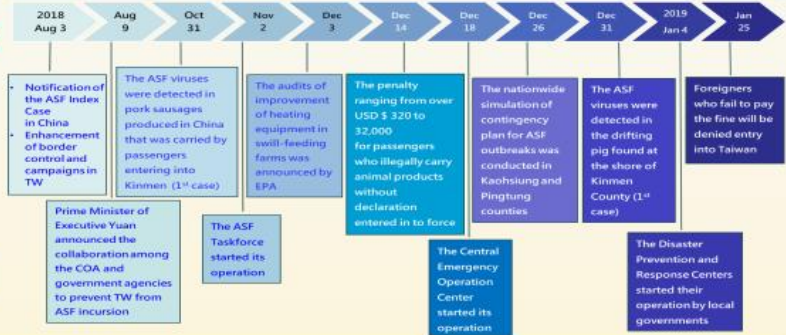 2018
Aug 3
Aug
9
Oct
31
Nov
2
Dec
3
Dec
14
Dec
18
Dec
26
Dec
31
2019
Jan 4
Jan
25
• Notification of
the ASF Index
Case
in China
• Enhancement
of border
control and
campaigns in
TW
Prime Minister of
Executive Yuan
announced the
collaboration among
the COA and
government agencies
to prevent TW from
ASF incursion
The ASF viruses
were detected in
pork sausages
produced in China
that was carried by
passengers
entering into
Kinmen (1st case)
The ASF
Taskforce
started its
operation
The audits of
improvement of
heating
equipment in
swill-feeding
farms was
announced by
EPA
The penalty
ranging from over
USD $ 320 to
32,000
for passengers
who illegally carry
animal products
without
declaration
entered in to force
The Central
Emergency
Operation
Center
started its
operation
The nationwide
simulation of
contingency
plan for ASF
outbreaks was
conducted in
Kaohsiung and
Pingtung
counties
The ASF
viruses were
detected in
the drifting
pig found at
the shore of
Kinmen
County (1st
case)
The Disaster
Prevention and
Response Centers
started their
operation by local
governments
Foreigners
who fail to pay
the fine will be
denied entry
into Taiwan